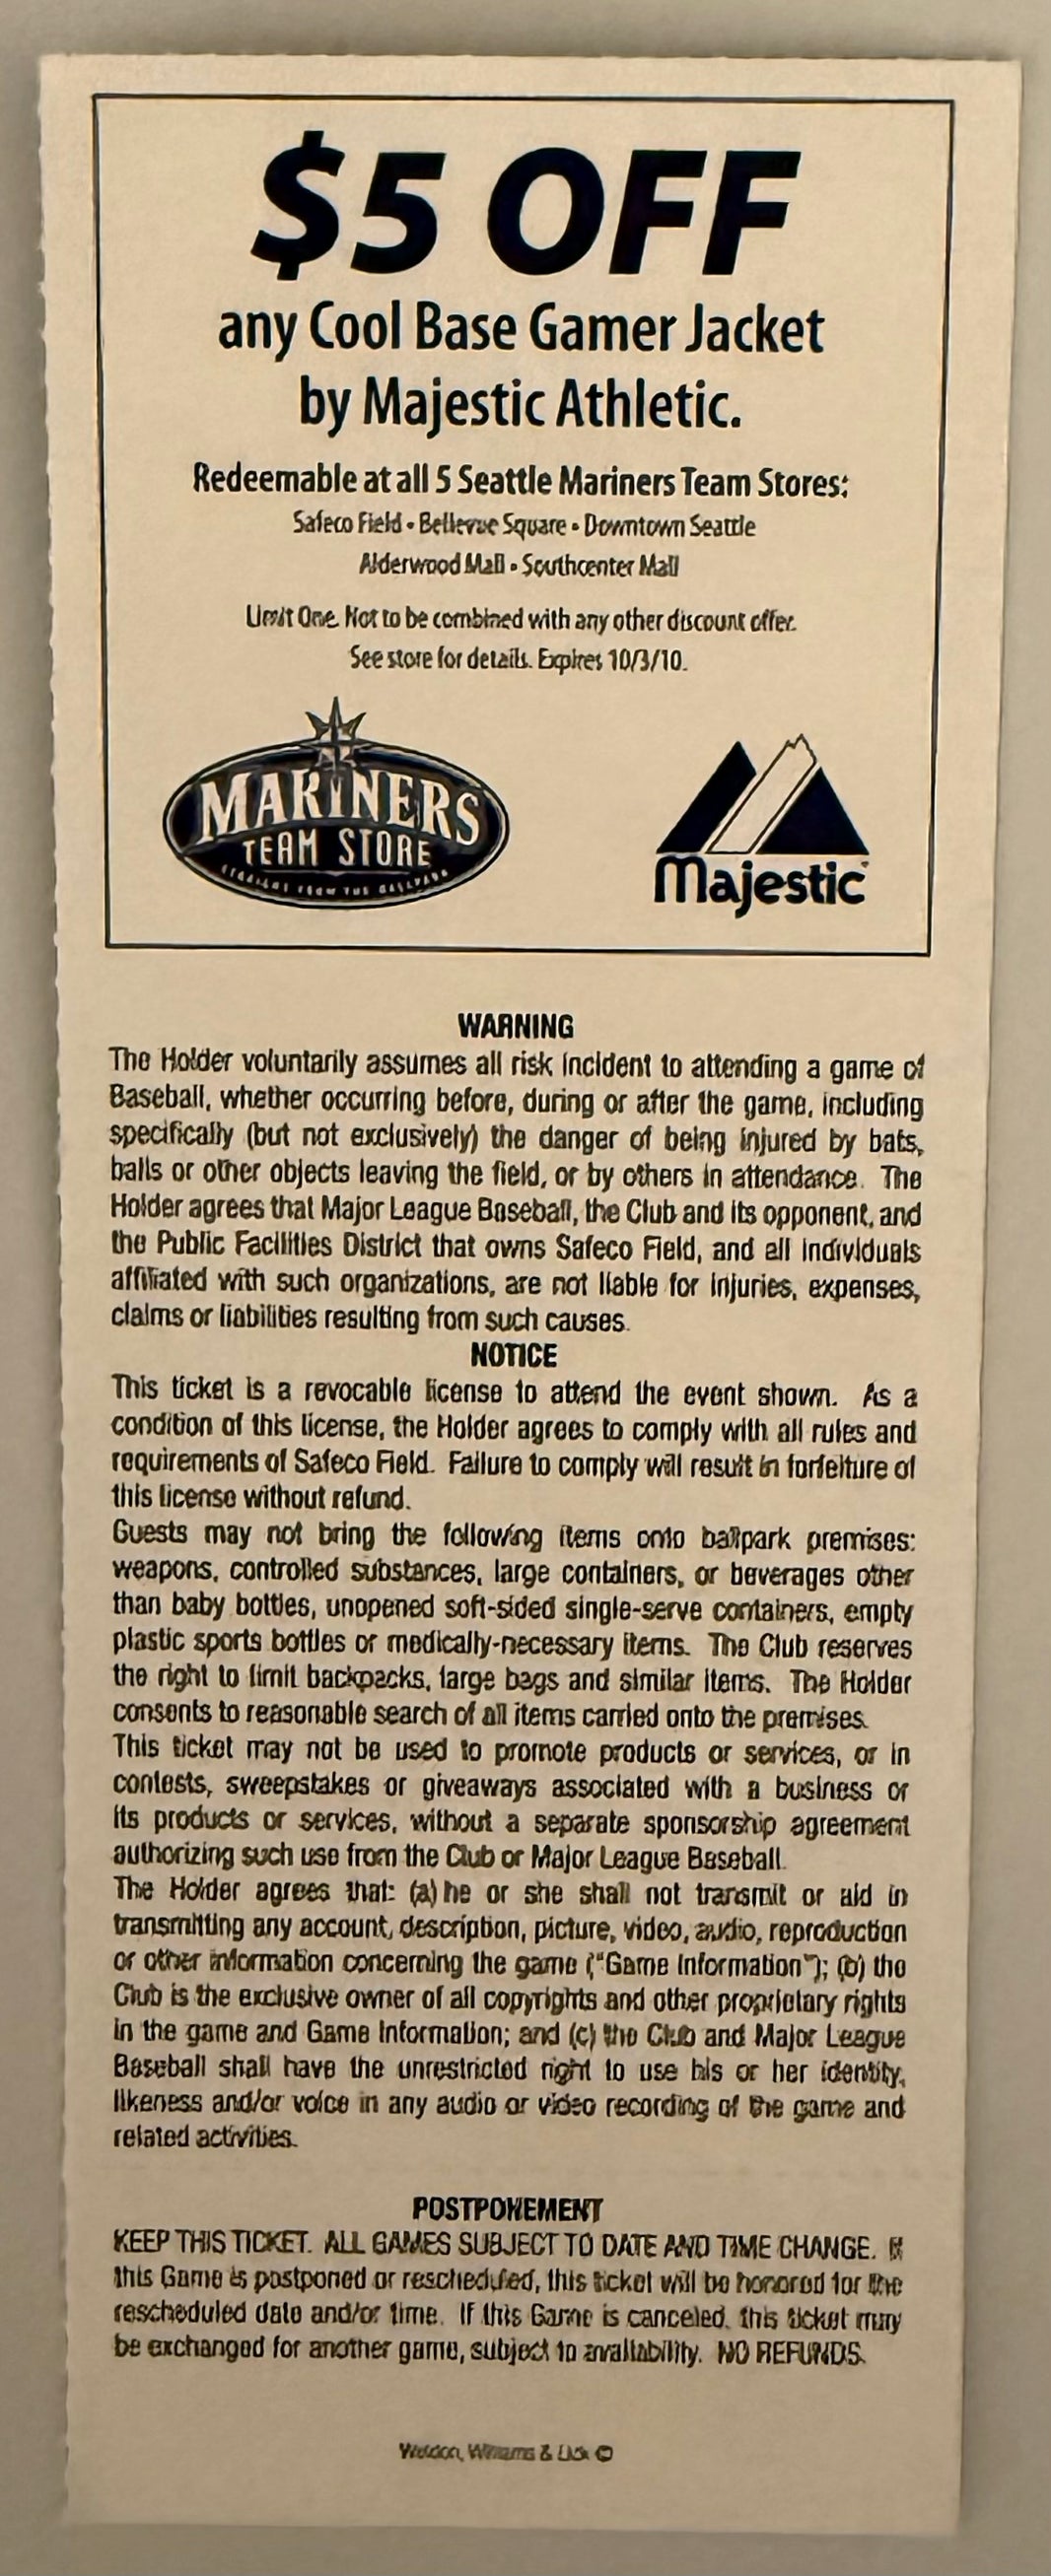 $5 OFF
any Cool Base Gamer Jacket
by Majestic Athletic.
Redeemable at all 5 Seattle Mariners Team Stores:
Safeco Field • Bellevue Square • Downtown Seattle
Alderwood Mall • Southcenter Mall
Limit One. Not to be combined with any other discount offer.
See store for details. Expires 10/3/10.
MARINERS
TEAM STORE
STRAIGHT FROM THE BALLPARK
Majestic
WARNING
The Holder voluntarily assumes all risk incident to attending a game of
Baseball, whether occurring before, during or after the game, including
specifically (but not exclusively) the danger of being injured by bats,
balls or other objects leaving the field, or by others in attendance. The
Holder agrees that Major League Baseball, the Club and its opponent, and
the Public Facilities District that owns Safeco Field, and all individuals
affiliated with such organizations, are not liable for injuries, expenses,
claims or liabilities resulting from such causes.
NOTICE
This ticket is a revocable license to attend the event shown. As a
condition of this license, the Holder agrees to comply with all rules and
requirements of Safeco Field. Failure to comply will result in forfeiture of
this license without refund.
Guests may not bring the following items onto ballpark premises:
weapons, controlled substances, large containers, or beverages other
than baby bottles, unopened soft-sided single-serve containers, empty
plastic sports bottles or medically-necessary items. The Club reserves
the right to limit backpacks, large bags and similar items. The Holder
consents to reasonable search of all items carried onto the premises.
This ticket may not be used to promote products or services, or in
contests, sweepstakes or giveaways associated with a business or
its products or services, without a separate sponsorship agreement
authorizing such use from the Club or Major League Baseball.
The Holder agrees that: (a) he or she shall not transmit or aid in
transmitting any account, description, picture, video, audio, reproduction
or other information concerning the game ("Game Information"); (b) the
Club is the exclusive owner of all copyrights and other proprietary rights
in the game and Game Information; and (c) the Club and Major League
Baseball shall have the unrestricted right to use his or her identity,
likeness and/or voice in any audio or video recording of the game and
related activities.
POSTPONEMENT
KEEP THIS TICKET. ALL GAMES SUBJECT TO DATE AND TIME CHANGE. If
this Game is postponed or rescheduled, this ticket will be honored for the
rescheduled date and/or time. If this Game is canceled, this ticket may
be exchanged for another game, subject to availability. NO REFUNDS.
Weldon, Williams & Lick ©